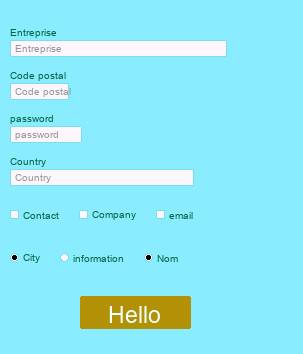 Entreprise
Entreprise
Code postal
Code postal
password
password
Country
Country
Contact Company email
City information Nom
Hello